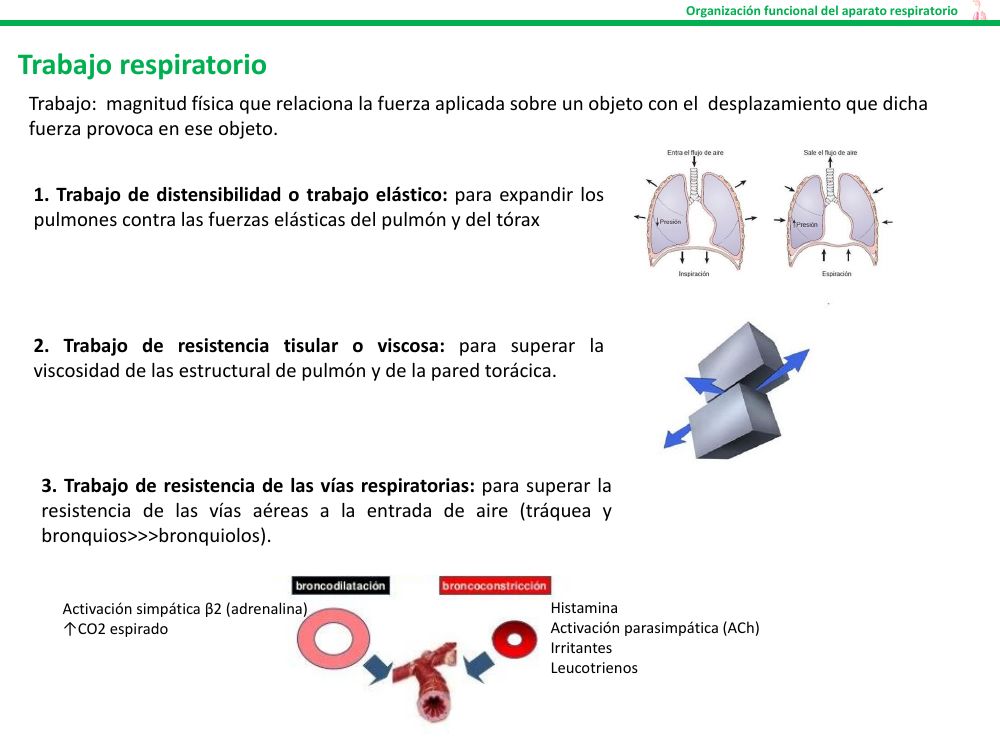 Organización funcional del aparato respiratorio
Trabajo respiratorio
Trabajo: magnitud física que relaciona la fuerza aplicada sobre un objeto con el desplazamiento que dicha
fuerza provoca en ese objeto.
Entra el flujo de aire
Sale el flujo de aire
1. Trabajo de distensibilidad o trabajo elástico: para expandir los
pulmones contra las fuerzas elásticas del pulmón y del tórax
Presión
Presión
Inspiración
Espiración
2. Trabajo de resistencia tisular o viscosa: para superar la
viscosidad de las estructural de pulmón y de la pared torácica.
3. Trabajo de resistencia de las vías respiratorias: para superar la
resistencia de las vías aéreas a la entrada de aire (tráquea y
bronquios>>>bronquiolos).
broncodilatación
broncoconstricción
Activación simpática β2 (adrenalina)
↑CO2 espirado
Histamina
Activación parasimpática (ACh)
Irritantes
Leucotrienos